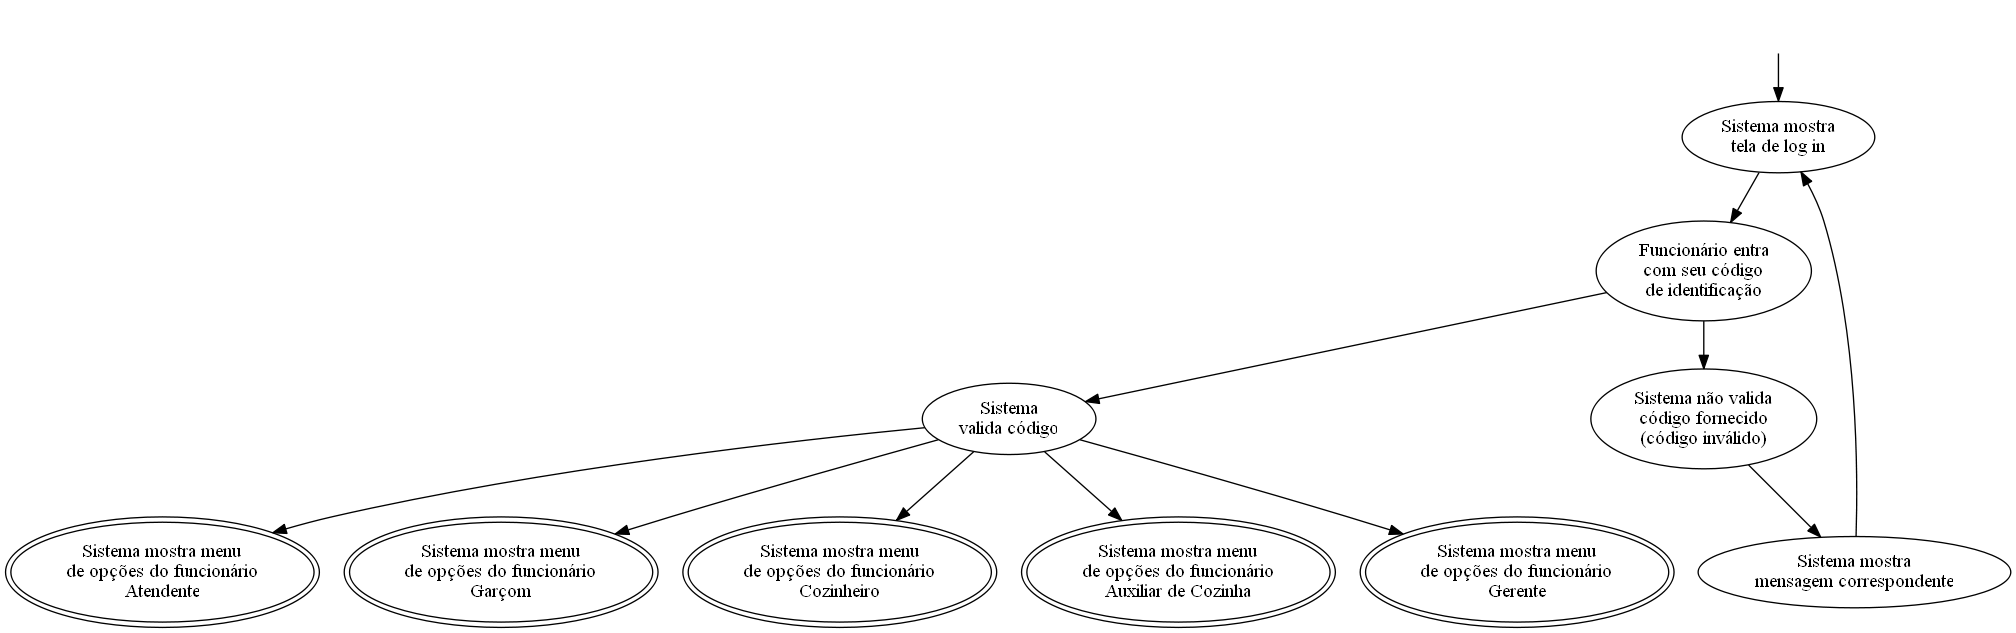 Sistema mostra
tela de log in
Funcionário entra
com seu código
de identificação
Sistema
valida código
Sistema não valida
código fornecido
(código inválido)
Sistema mostra menu
de opções do funcionário
Atendente
Sistema mostra menu
de opções do funcionário
Garçom
Sistema mostra menu
de opções do funcionário
Cozinheiro
Sistema mostra menu
de opções do funcionário
Auxiliar de Cozinha
Sistema mostra menu
de opções do funcionário
Gerente
Sistema mostra
mensagem correspondente